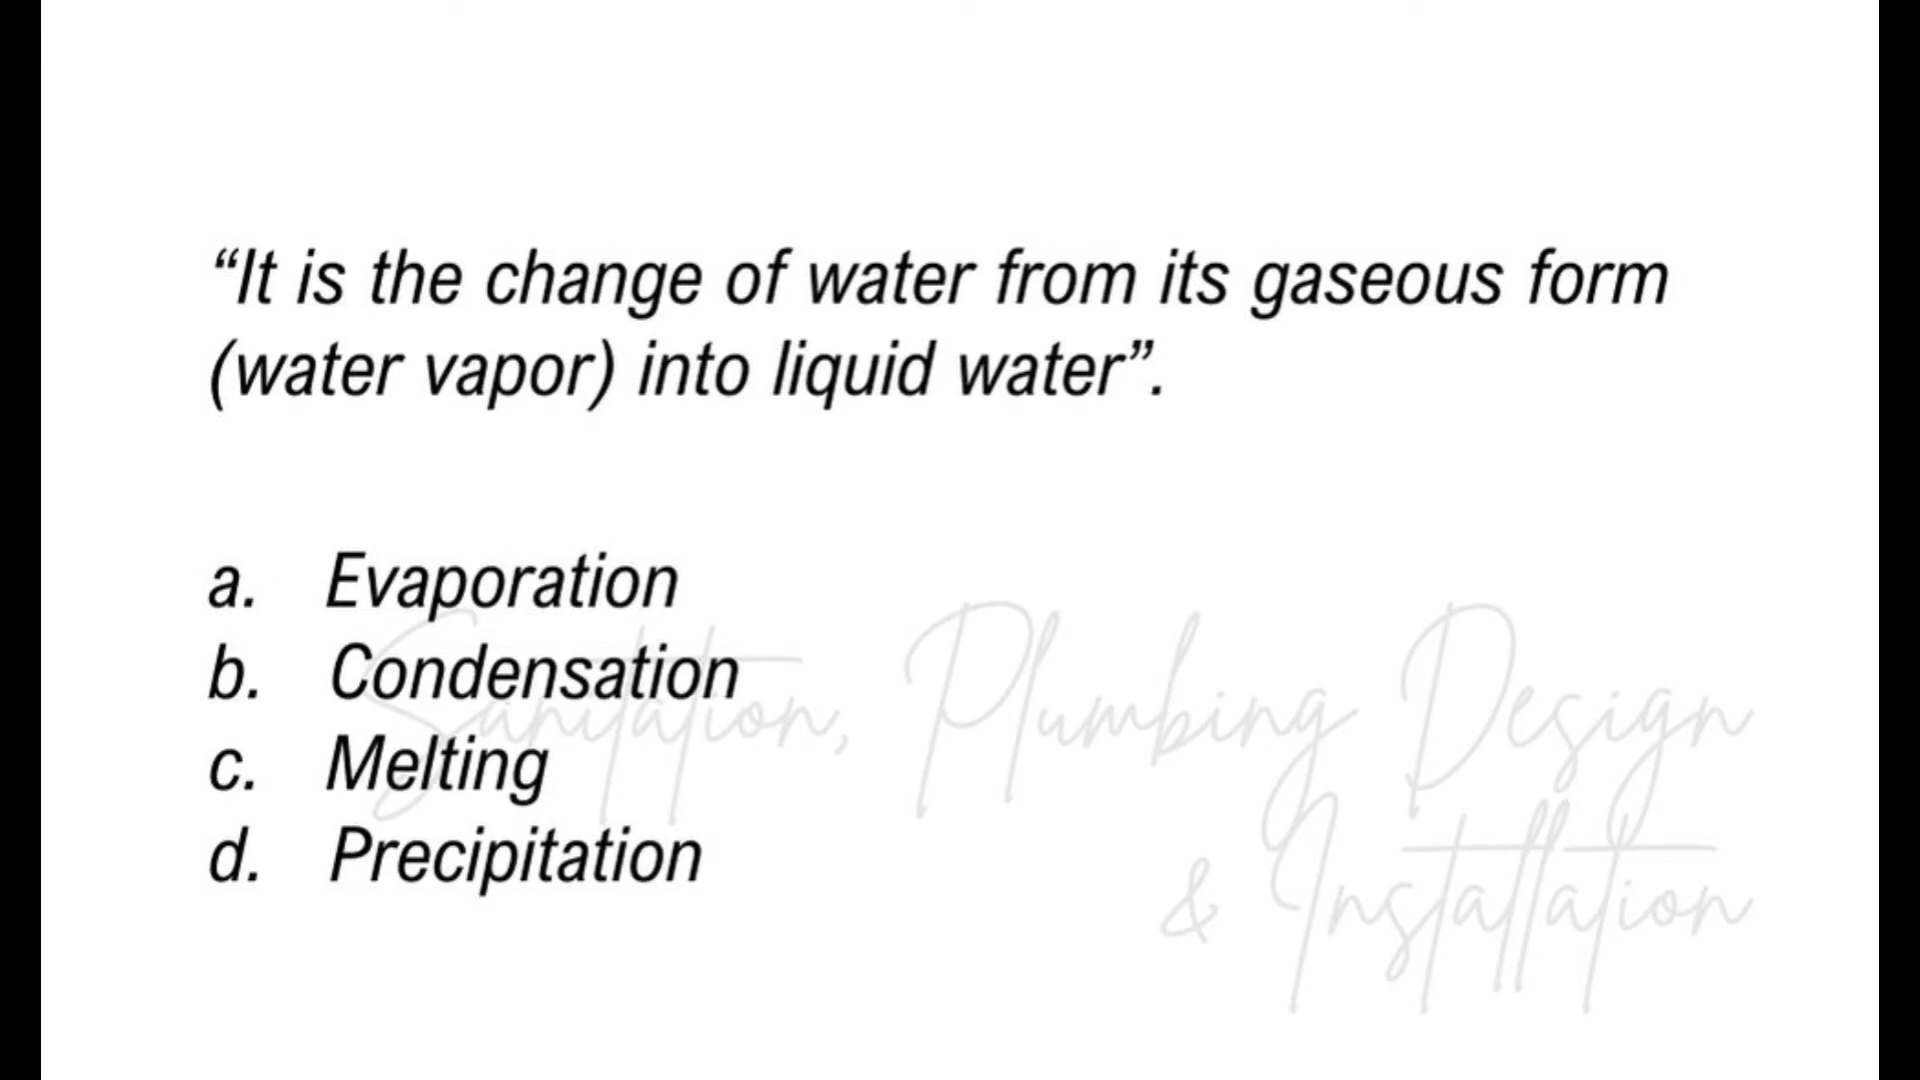 “It is the change of water from its gaseous form
(water vapor) into liquid water”.
a. Evaporation
b. Condensation
c. Melting
d. Precipitation
Sanitation, Plumbing Design
& Installation